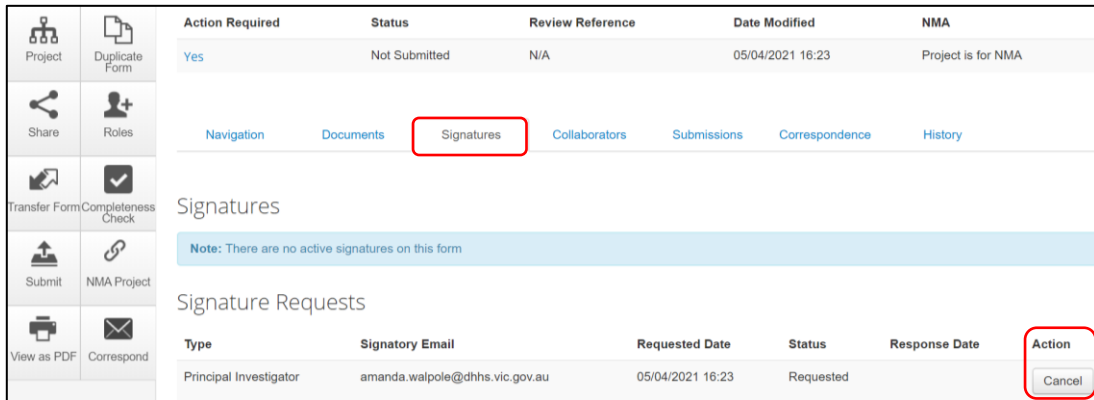 Project
Duplicate
Form
Share
Roles
Transfer Form
Completeness
Check
Submit
NMA Project
View as PDF
Correspond
Action Required Status Review Reference Date Modified NMA
Yes Not Submitted N/A 05/04/2021 16:23 Project is for NMA
Navigation Documents Signatures Collaborators Submissions Correspondence History
Signatures
Note: There are no active signatures on this form
Signature Requests
Type Signatory Email Requested Date Status Response Date Action
Principal Investigator amanda.walpole@dhhs.vic.gov.au 05/04/2021 16:23 Requested Cancel